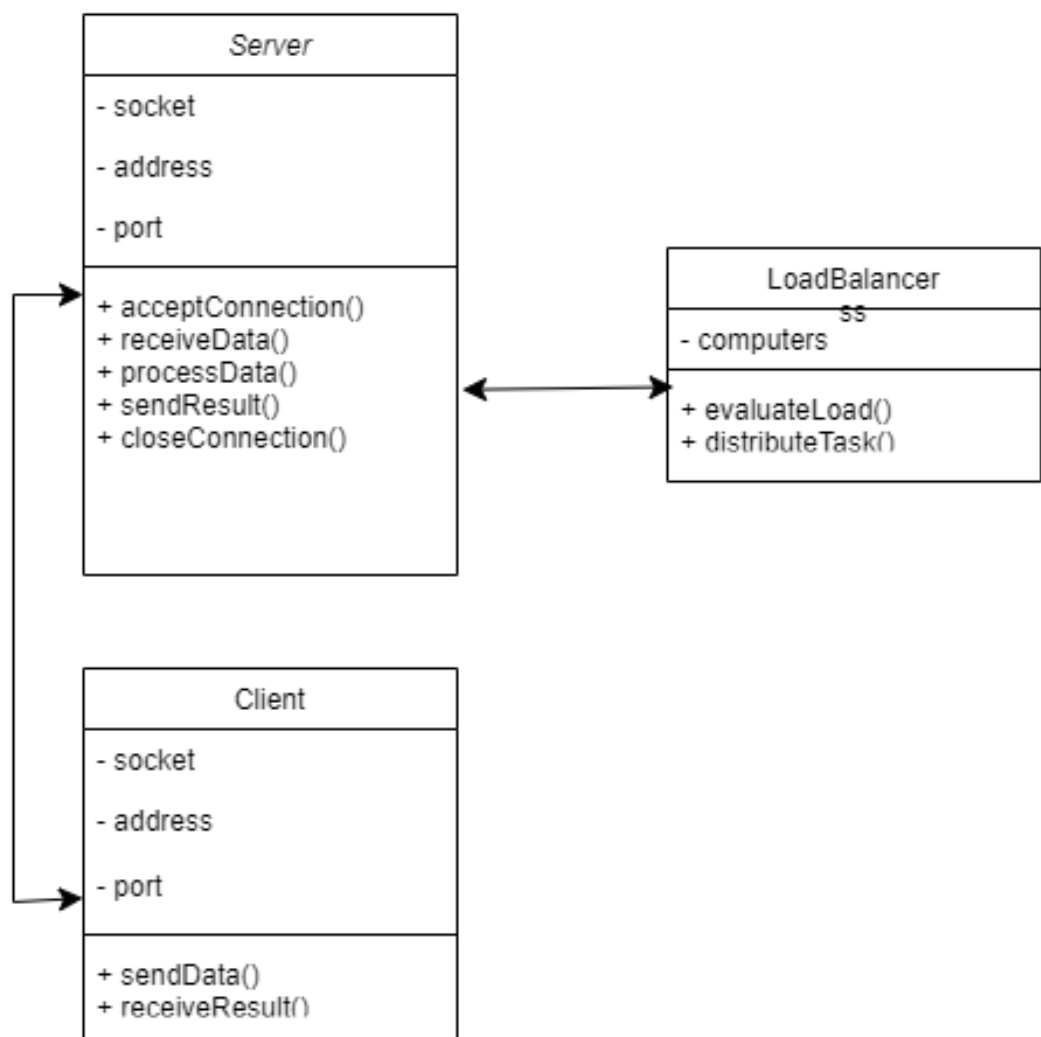 Server
- socket
- address
- port
+ acceptConnection()
+ receiveData()
+ processData()
+ sendResult()
+ closeConnection()
LoadBalancer
ss
- computers
+ evaluateLoad()
+ distributeTask()
Client
- socket
- address
- port
+ sendData()
+ receiveResult()